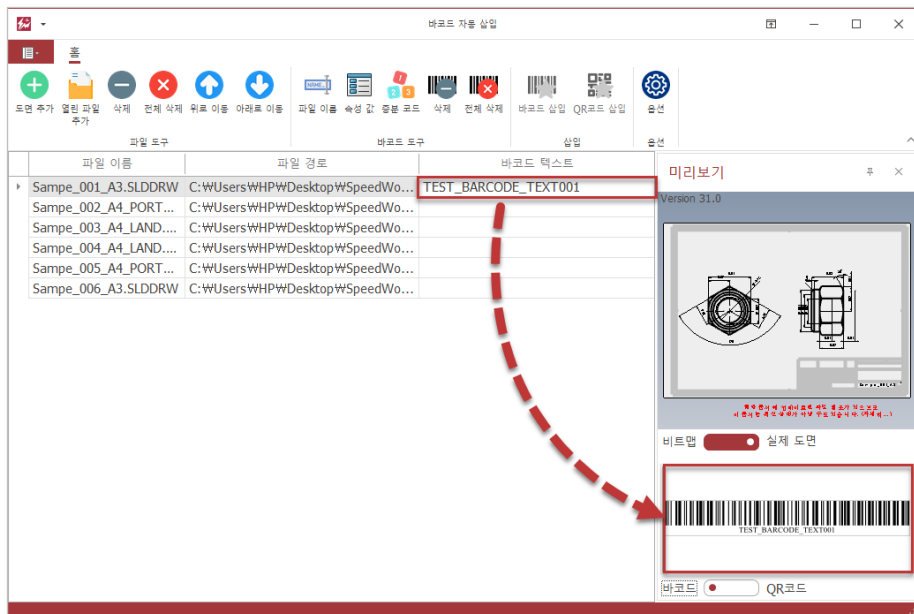 바코드 자동 삽입
홈
도면 추가 열린 파일 추가 삭제 전체 삭제 위로 이동 아래로 이동 파일 이름 속성 값 증분 코드 삭제 전체 삭제 바코드 삽입 QR코드 삽입 옵션
파일 도구 바코드 도구 삽입 옵션
파일 이름 파일 경로 바코드 텍스트
Sampe_001_A3.SLDDRW C:₩Users₩HP₩Desktop₩SpeedWo... TEST_BARCODE_TEXT001
Sampe_002_A4_PORT... C:₩Users₩HP₩Desktop₩SpeedWo...
Sampe_003_A4_LAND.... C:₩Users₩HP₩Desktop₩SpeedWo...
Sampe_004_A4_LAND.... C:₩Users₩HP₩Desktop₩SpeedWo...
Sampe_005_A4_PORT... C:₩Users₩HP₩Desktop₩SpeedWo...
Sampe_006_A3.SLDDRW C:₩Users₩HP₩Desktop₩SpeedWo...
미리보기
Version 31.0
Sampe_001_A3
비트맵 실제 도면
TEST_BARCODE_TEXT001
바코드 QR코드